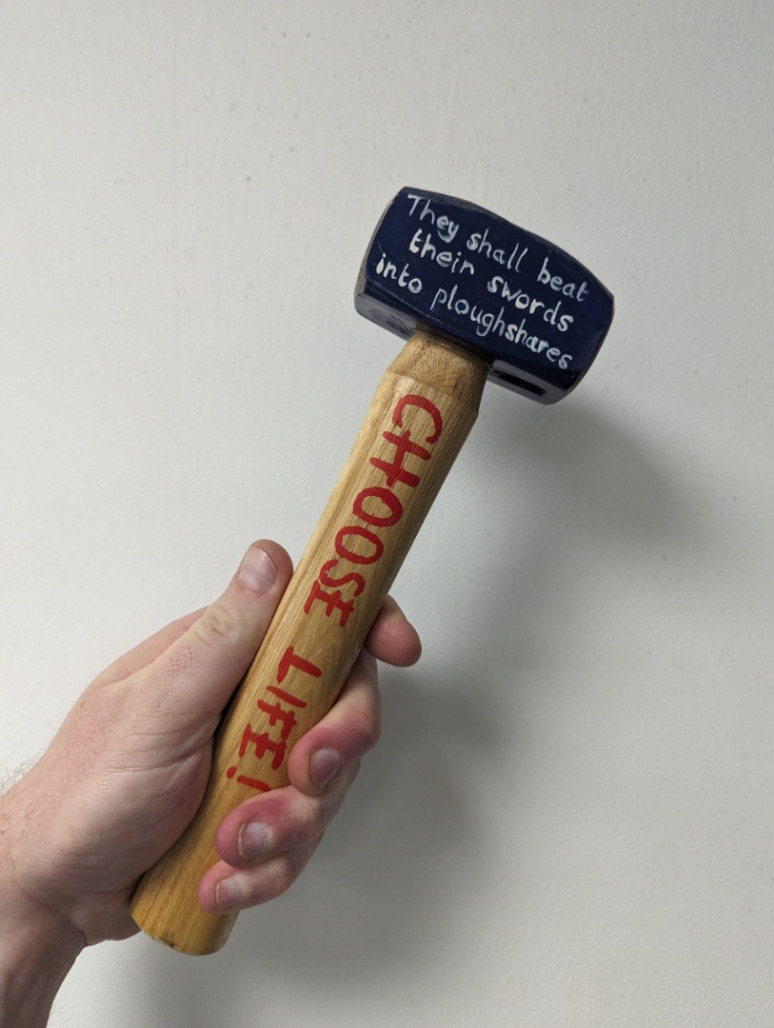 They shall beat
their swords
into ploughshares
CHOOSE LIFE!